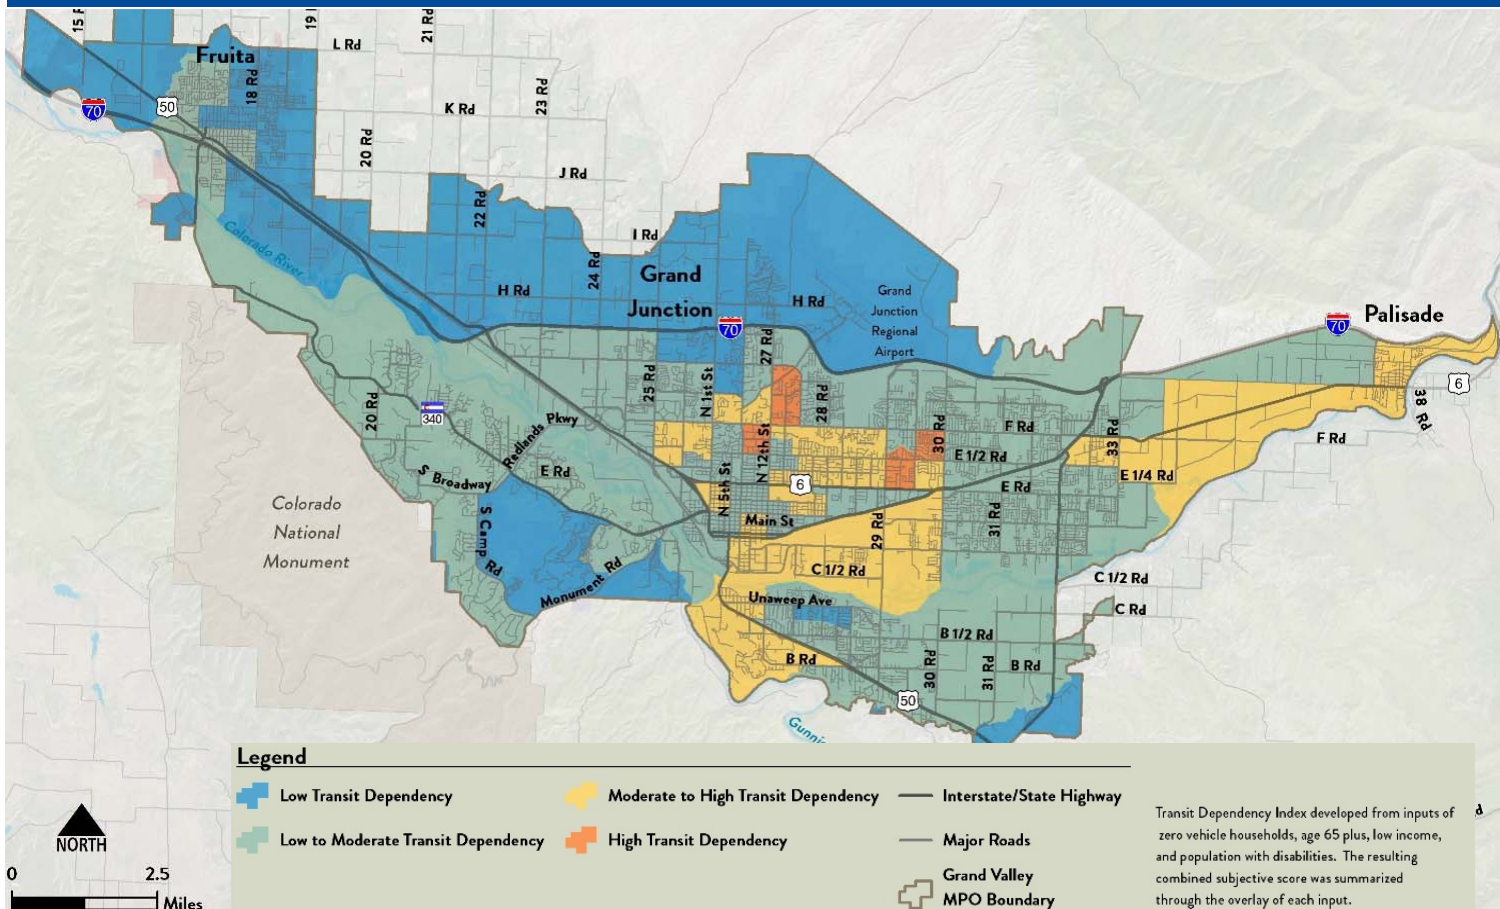 15 R
19 
21 Rd
L Rd
Fruita
18 Rd
23 Rd
70
50
K Rd
20 Rd
J Rd
22 Rd
Colorado River
I Rd
24 Rd
Grand
Junction
H Rd
H Rd
Grand
Junction
Regional
Airport
70
27 Rd
70
Palisade
6
25 Rd
N 1st St
28 Rd
38 Rd
20 Rd
340
Redlands Pkwy
N 12th St
30 Rd
F Rd
33 Rd
F Rd
E 1/2 Rd
S Broadway
E Rd
N 5th St
6
E Rd
E 1/4 Rd
Colorado
National
Monument
S Camp Rd
Main St
29 Rd
31 Rd
C 1/2 Rd
C 1/2 Rd
Monument Rd
Unaweep Ave
C Rd
B 1/2 Rd
B Rd
30 Rd
31 Rd
B Rd
50
Gunni
Legend
Low Transit Dependency
Moderate to High Transit Dependency
Interstate/State Highway
Low to Moderate Transit Dependency
High Transit Dependency
Major Roads
Grand Valley
MPO Boundary
Transit Dependency Index developed from inputs of
zero vehicle households, age 65 plus, low income,
and population with disabilities. The resulting
combined subjective score was summarized
through the overlay of each input.
NORTH
0 2.5
Miles